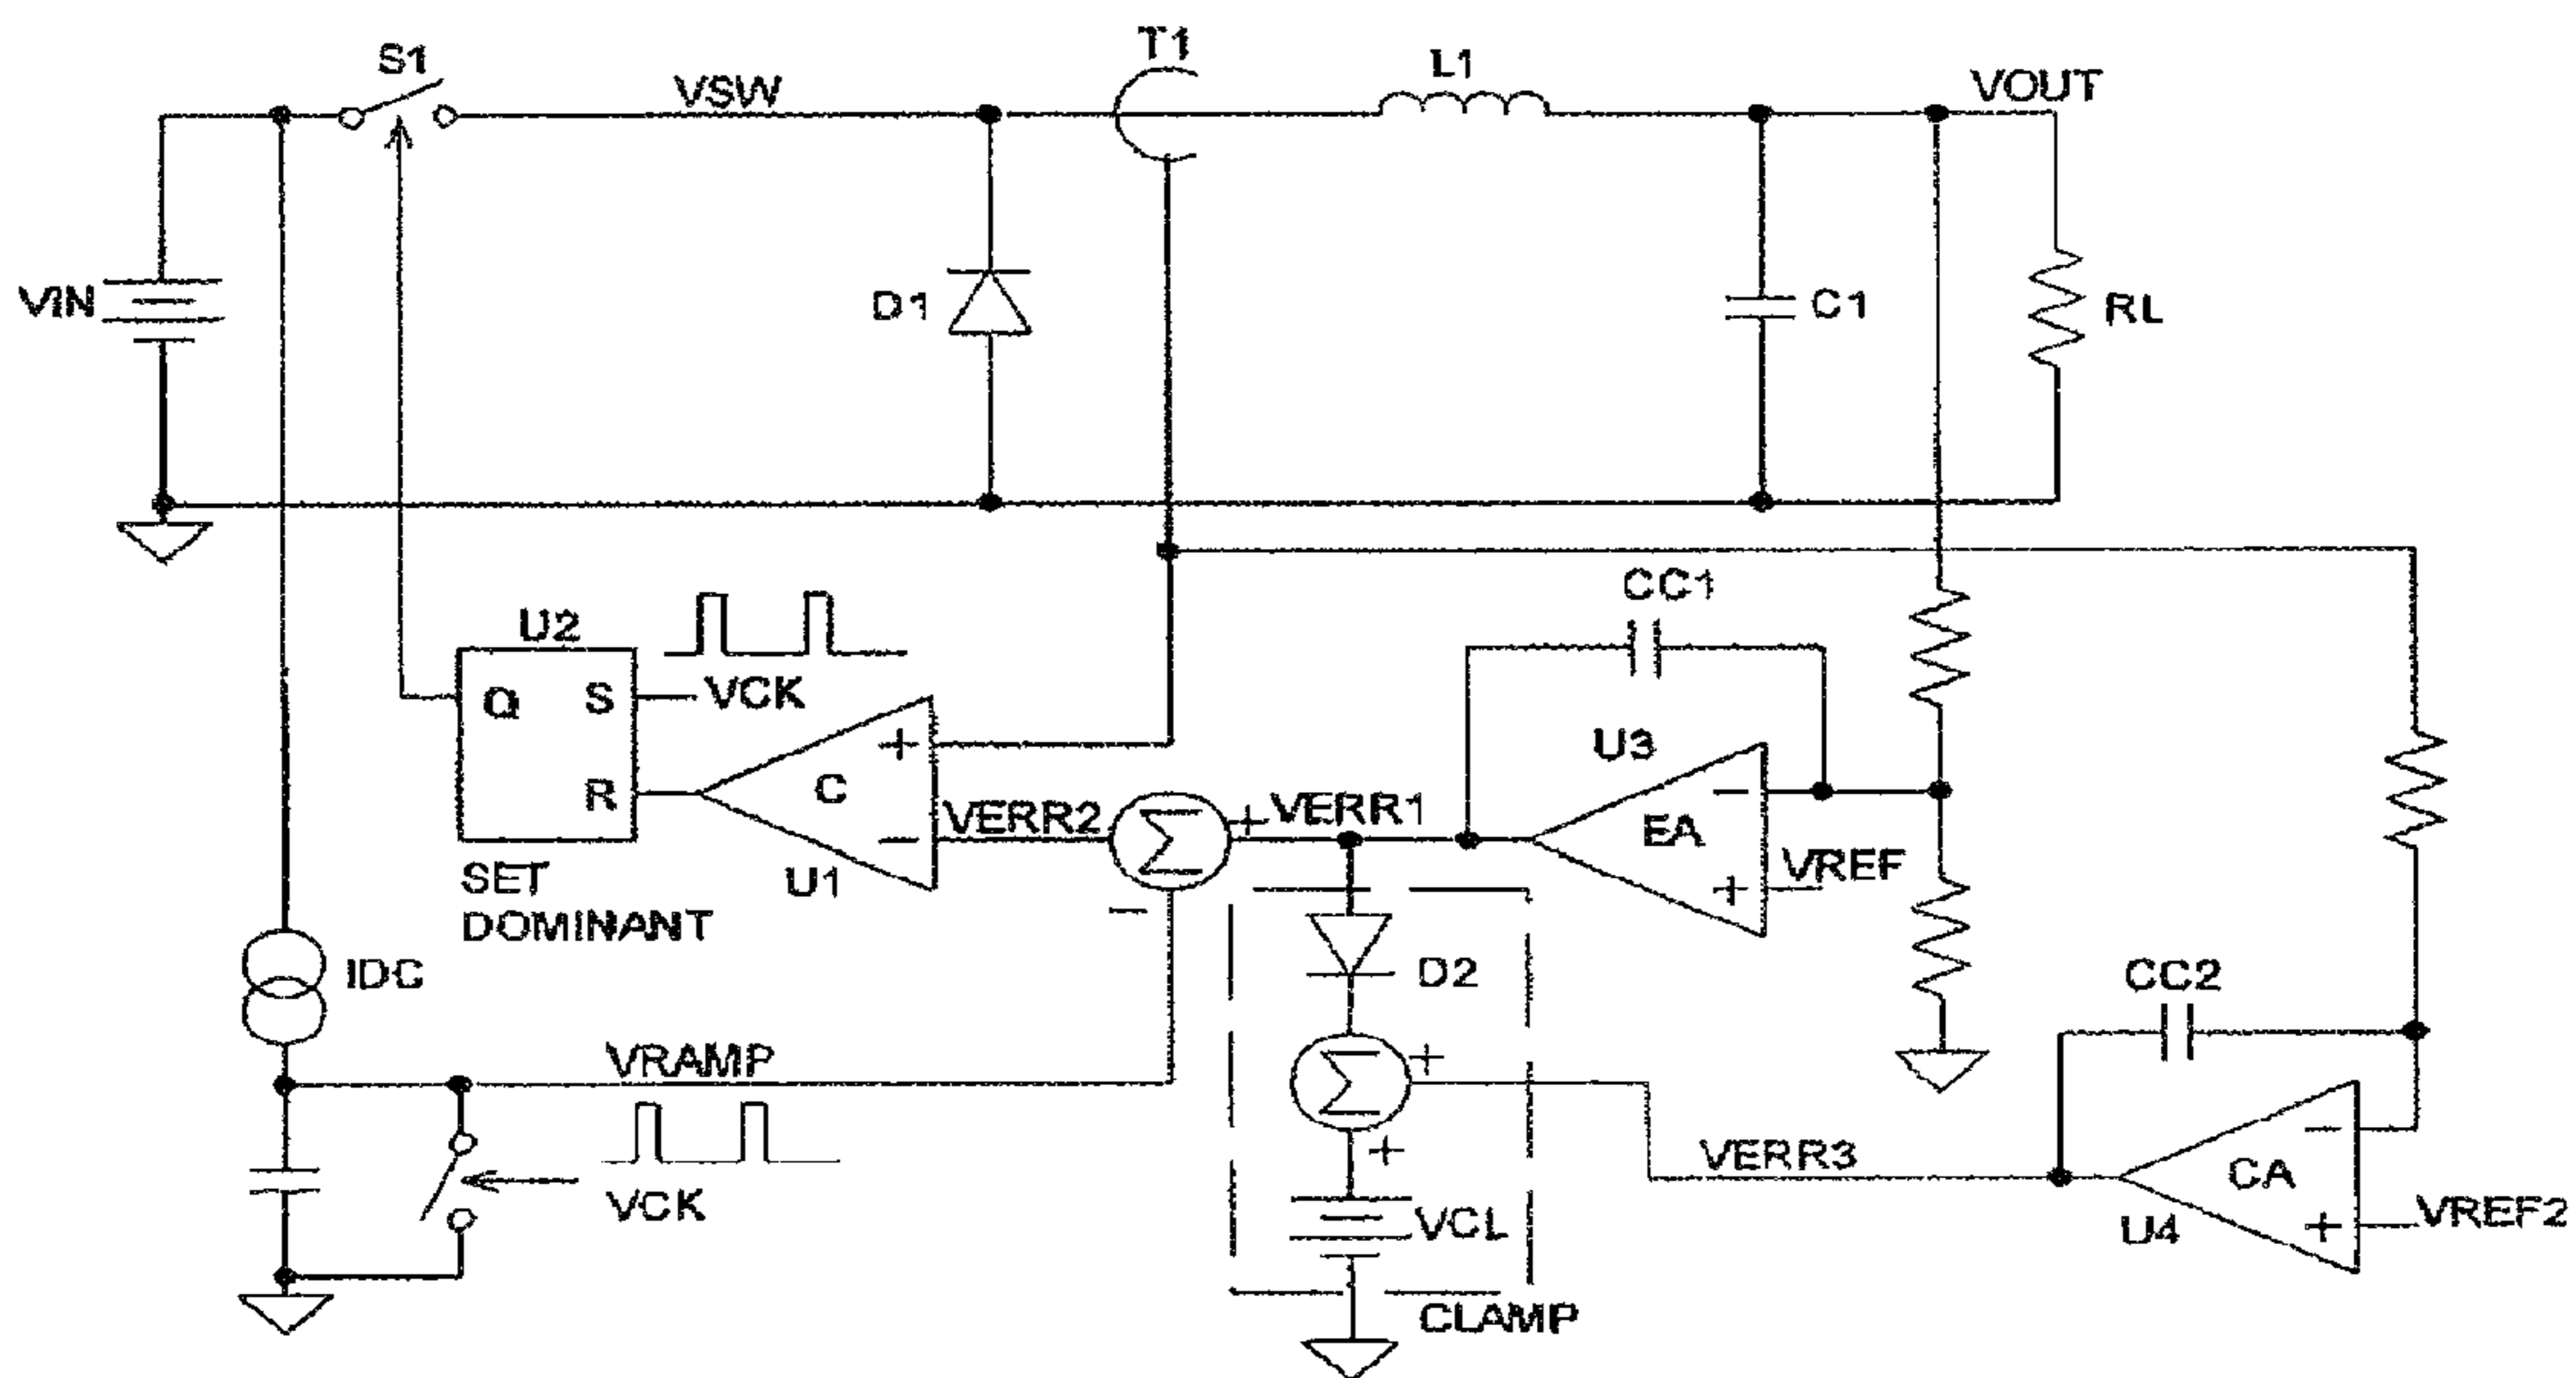 T1
S1
VSW
L1
VOUT
VIN
D1
C1
RL
CC1
U2
Q
S
VCK
R
SET
DOMINANT
C
+
−
U1
VERR2
Σ
+
−
VERR1
U3
EA
−
+
VREF
IDC
D2
CC2
VRAMP
VCK
Σ
+
+
VCL
CLAMP
VERR3
CA
−
+
U4
VREF2